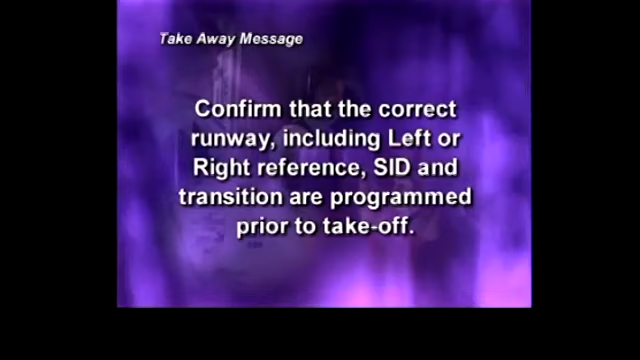 Take Away Message
Confirm that the correct
runway, including Left or
Right reference, SID and
transition are programmed
prior to take-off.